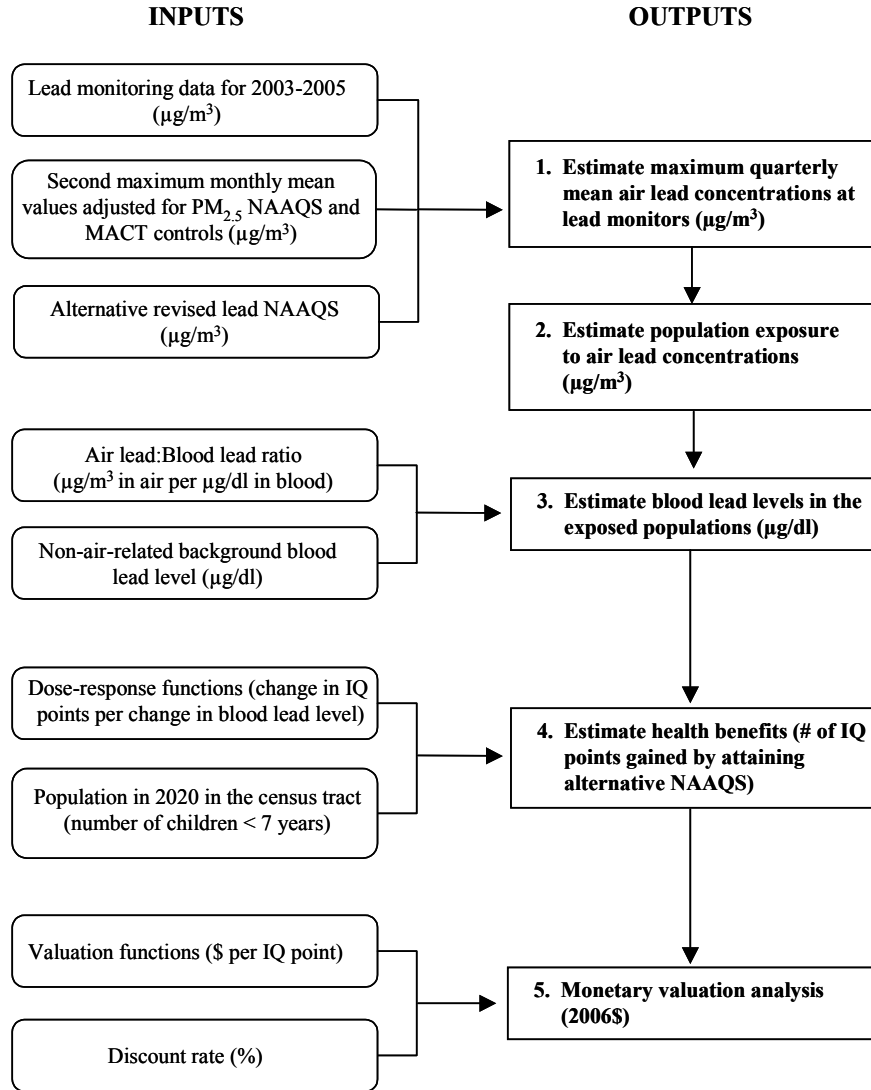 INPUTS
OUTPUTS
Lead monitoring data for 2003-2005
(µg/m³)
Second maximum monthly mean
values adjusted for PM₂.₅ NAAQS and
MACT controls (µg/m³)
Alternative revised lead NAAQS
(µg/m³)
1. Estimate maximum quarterly
mean air lead concentrations at
lead monitors (µg/m³)
2. Estimate population exposure
to air lead concentrations
(µg/m³)
Air lead:Blood lead ratio
(µg/m³ in air per µg/dl in blood)
Non-air-related background blood
lead level (µg/dl)
3. Estimate blood lead levels in the
exposed populations (µg/dl)
Dose-response functions (change in IQ
points per change in blood lead level)
Population in 2020 in the census tract
(number of children < 7 years)
4. Estimate health benefits (# of IQ
points gained by attaining
alternative NAAQS)
Valuation functions ($ per IQ point)
Discount rate (%)
5. Monetary valuation analysis
(2006$)